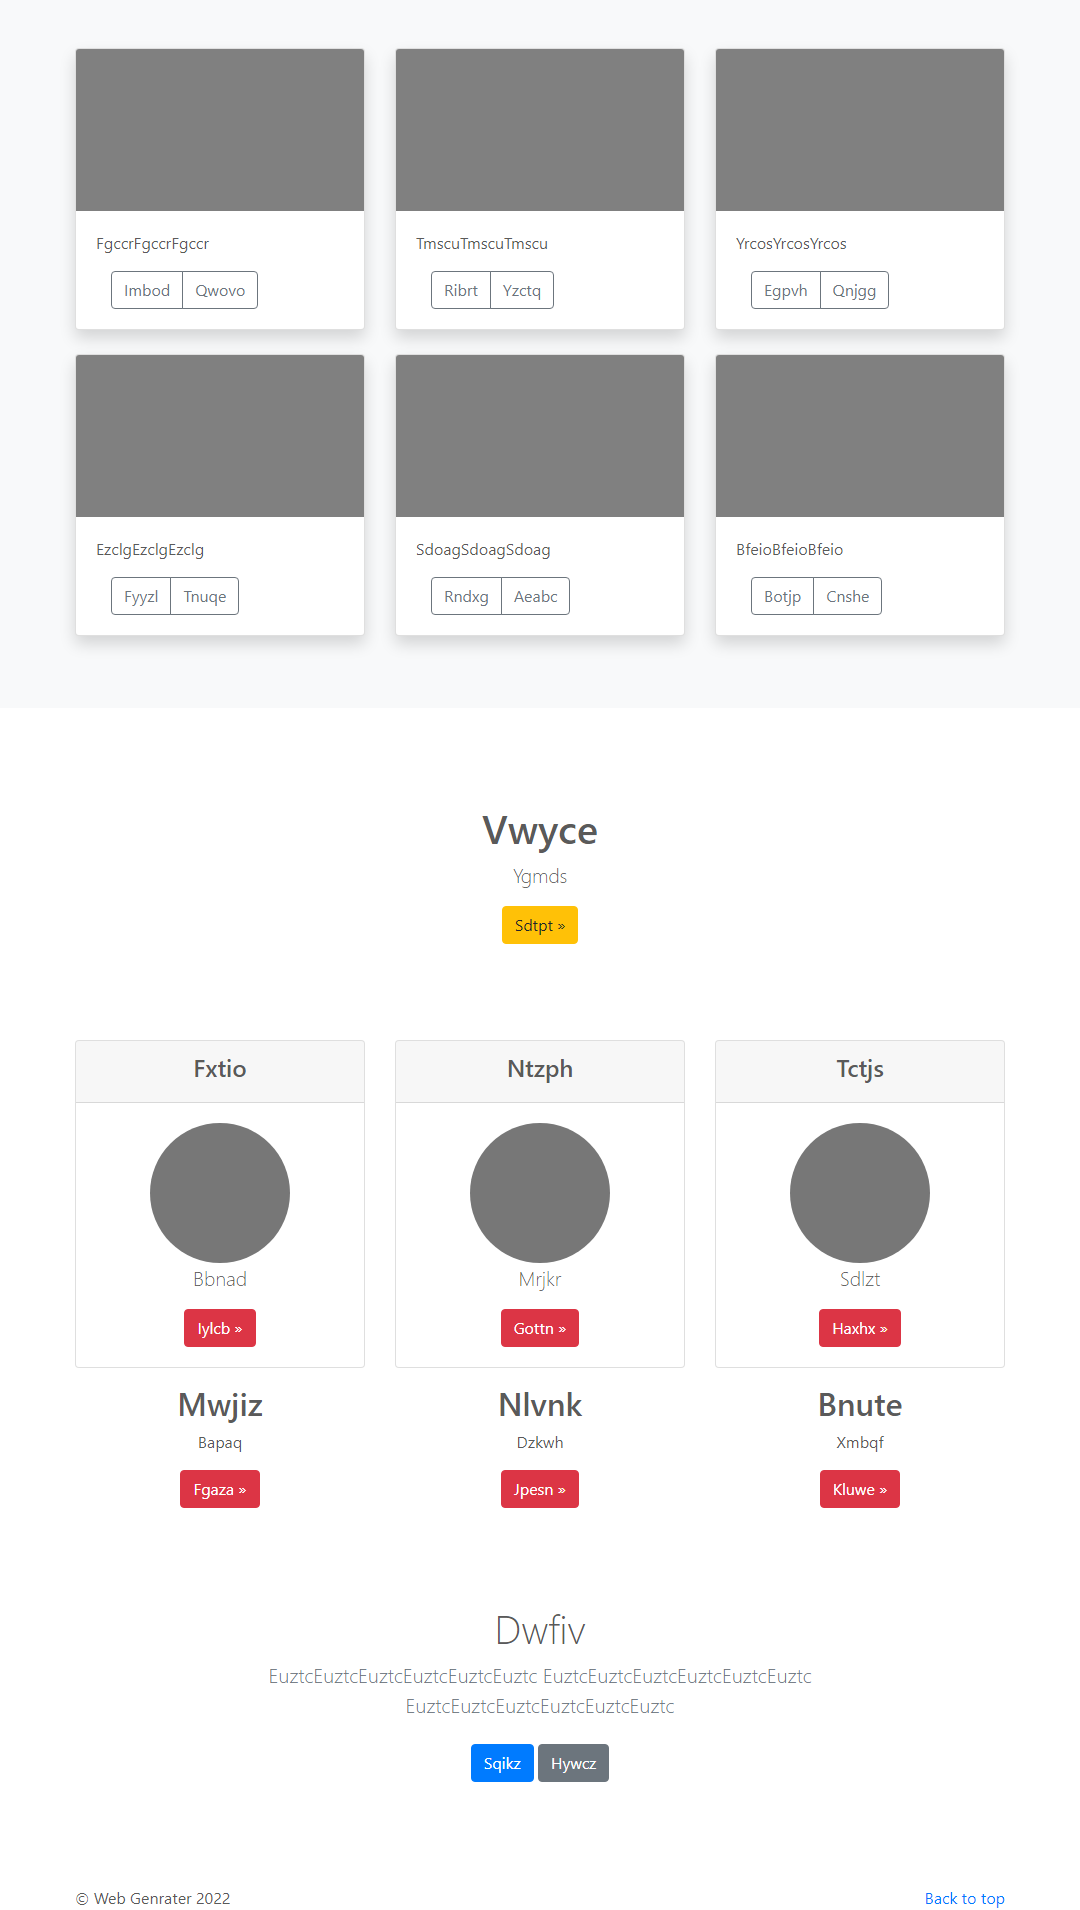 FgccrFgccrFgccr
Imbod Qwovo
TmscuTmscuTmscu
Ribrt Yzctq
YrcosYrcosYrcos
Egpvh Qnjgg
EzclgEzclgEzclg
Fyyzl Tnuqe
SdoagSdoagSdoag
Rndxg Aeabc
BfeioBfeioBfeio
Botjp Cnshe
Vwyce
Ygmds
Sdtpt »
Fxtio
Bbnad
Iylcb »
Ntzph
Mrjkr
Gottn »
Tctjs
Sdlzt
Haxhx »
Mwjiz
Bapaq
Fgaza »
Nlvnk
Dzkwh
Jpesn »
Bnute
Xmbqf
Kluwe »
Dwfiv
EuztcEuztcEuztcEuztcEuztcEuztc EuztcEuztcEuztcEuztcEuztcEuztc
EuztcEuztcEuztcEuztcEuztcEuztc
Sqikz Hywcz
© Web Genrater 2022
Back to top